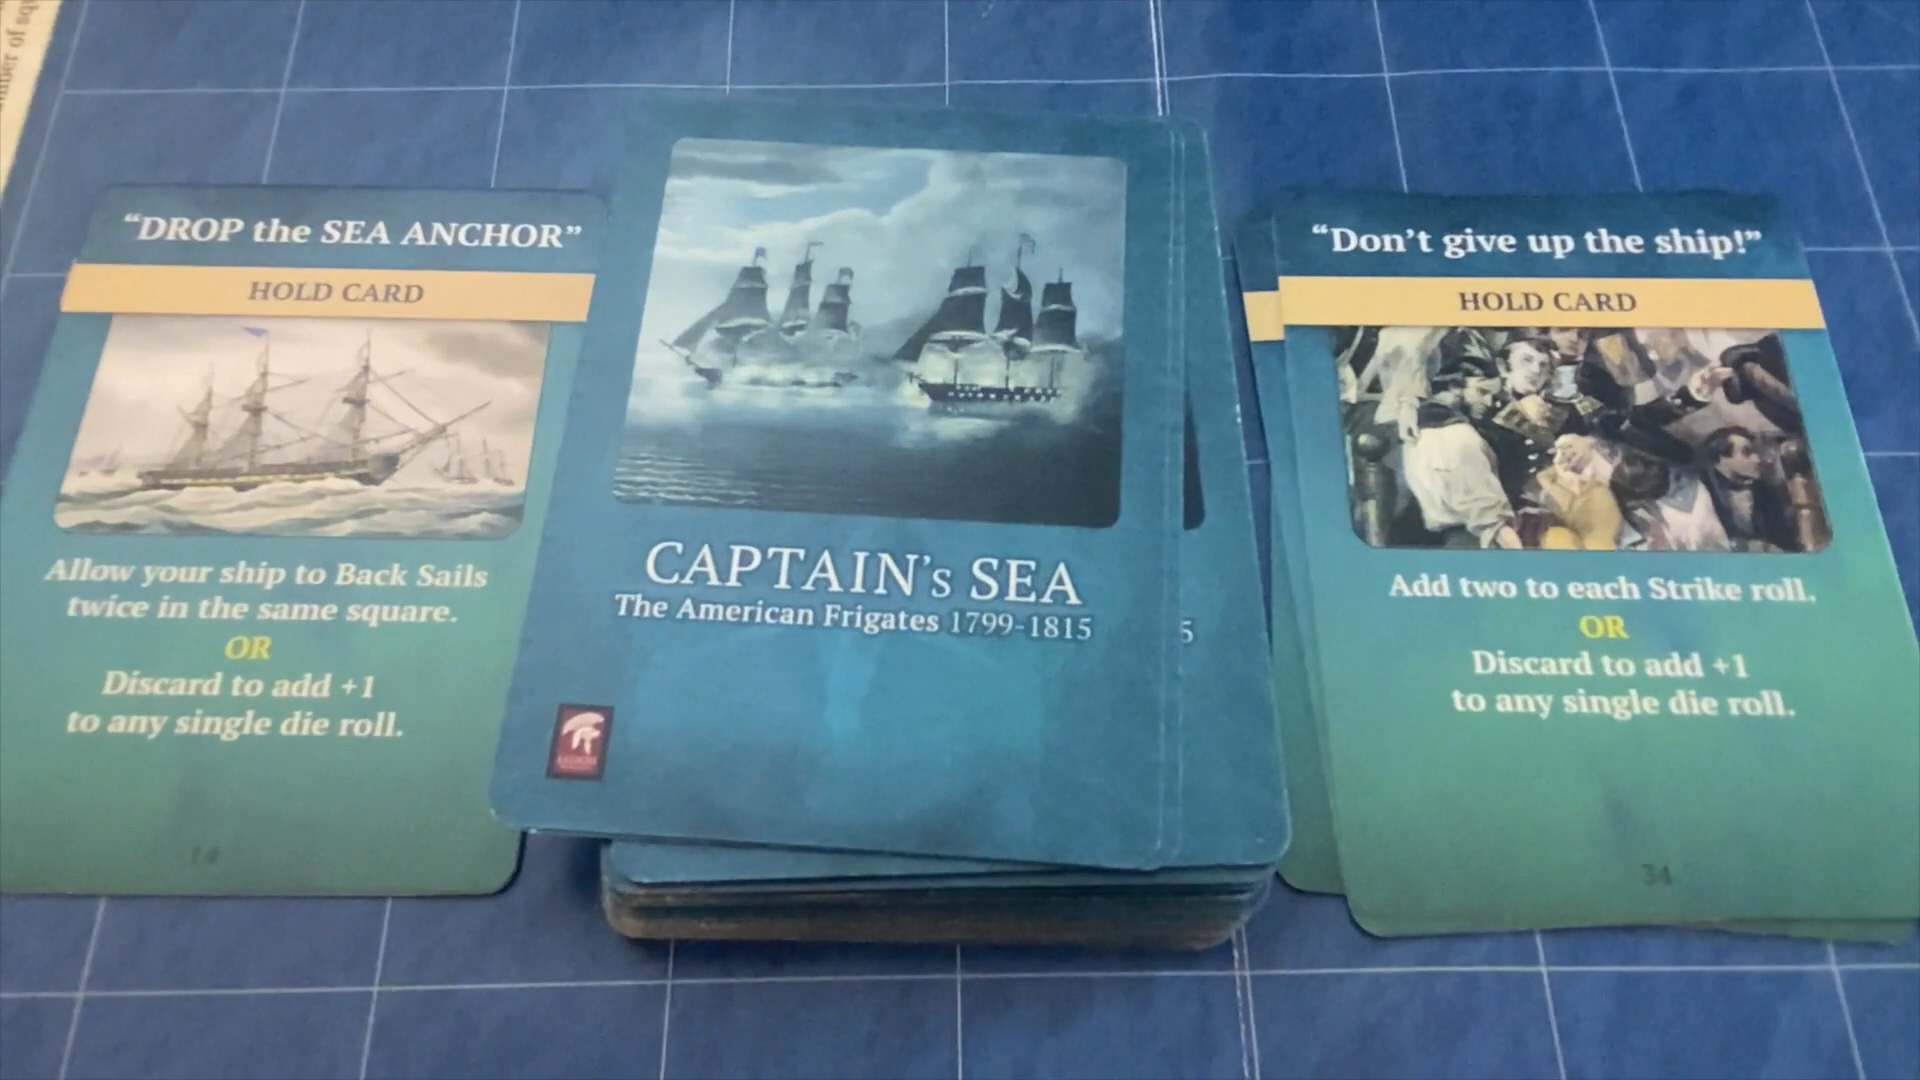 “DROP the SEA ANCHOR”
HOLD CARD
Allow your ship to Back Sails
twice in the same square.
OR
Discard to add +1
to any single die roll.
14
CAPTAIN’s SEA
The American Frigates 1799-1815
5
“Don’t give up the ship!”
HOLD CARD
Add two to each Strike roll.
OR
Discard to add +1
to any single die roll.
34